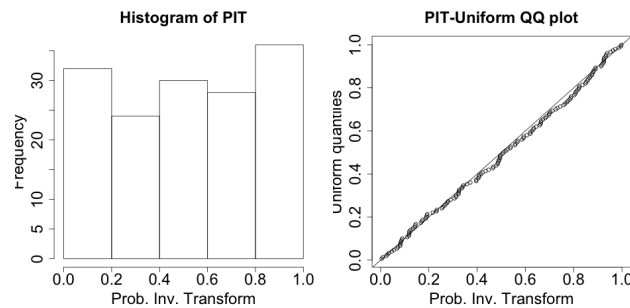 Histogram of PIT
Frequency
0 5 10 20 30
0.0 0.2 0.4 0.6 0.8 1.0
Prob. Inv. Transform
PIT-Uniform QQ plot
Uniform quantiles
0.0 0.2 0.4 0.6 0.8 1.0
0.0 0.2 0.4 0.6 0.8 1.0
Prob. Inv. Transform